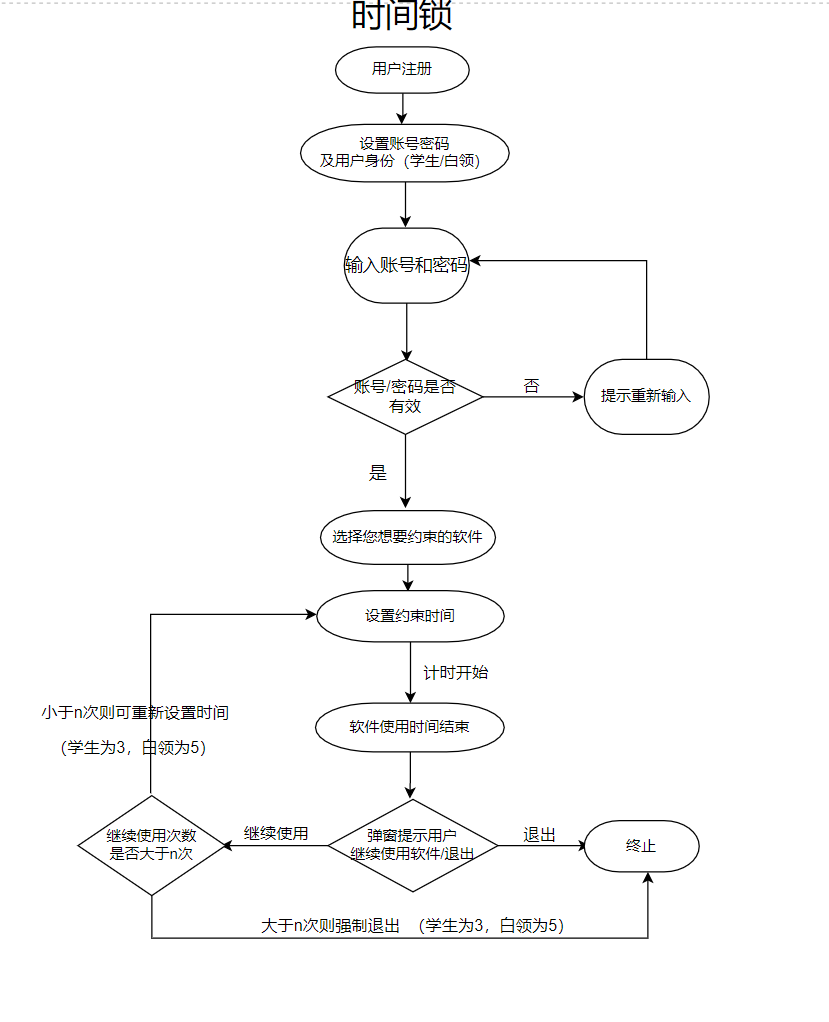 时间锁
用户注册
设置账号密码
及用户身份（学生/白领）
输入账号和密码
账号/密码是否
有效
否
提示重新输入
是
选择您想要约束的软件
设置约束时间
计时开始
小于n次则可重新设置时间
（学生为3，白领为5）
软件使用时间结束
继续使用次数
是否大于n次
继续使用
弹窗提示用户
继续使用软件/退出
退出
终止
大于n次则强制退出 （学生为3，白领为5）